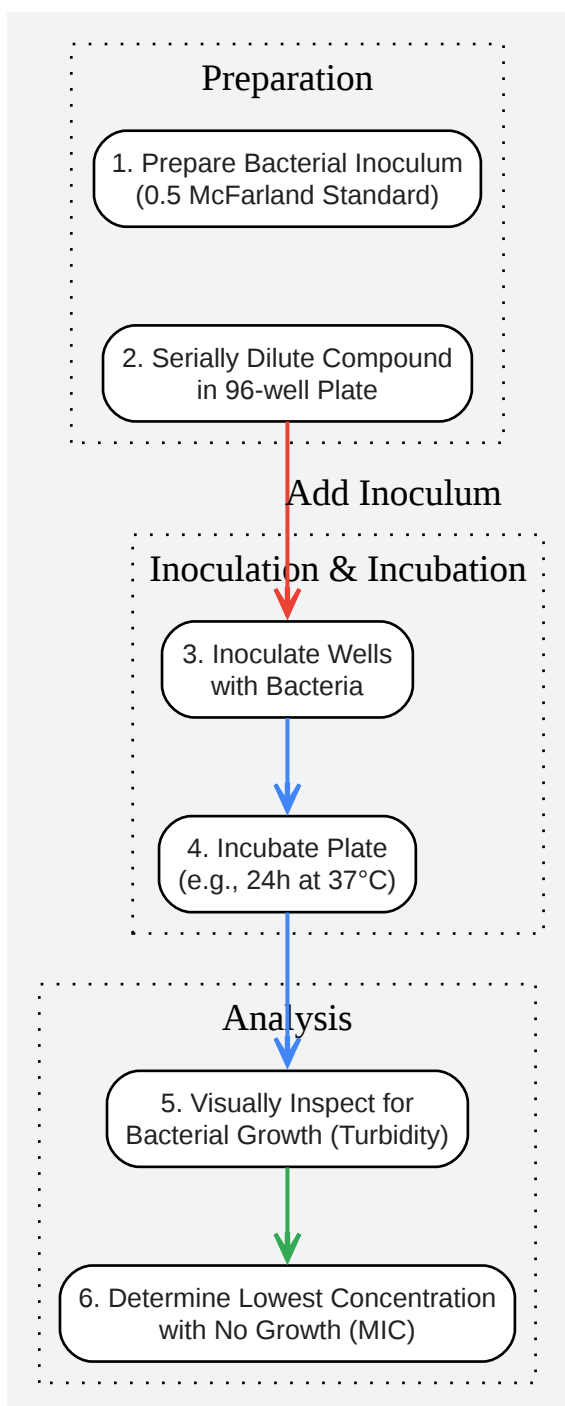 Preparation
1. Prepare Bacterial Inoculum
(0.5 McFarland Standard)
2. Serially Dilute Compound
in 96-well Plate
Add Inoculum
Inoculation & Incubation
3. Inoculate Wells
with Bacteria
4. Incubate Plate
(e.g., 24h at 37°C)
Analysis
5. Visually Inspect for
Bacterial Growth (Turbidity)
6. Determine Lowest Concentration
with No Growth (MIC)